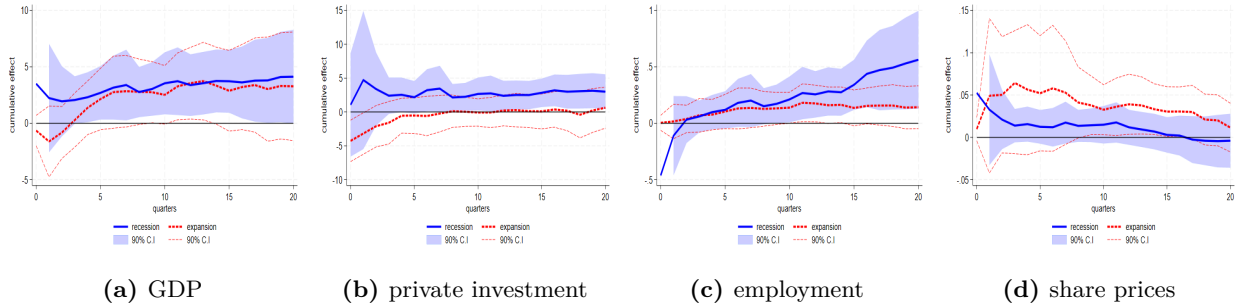 10
5
0
-5
cumulative effect
0
5
10
15
20
quarters
recession
expansion
90% C.I
90% C.I
(a) GDP
15
10
5
0
-5
-10
cumulative effect
0
5
10
15
20
quarters
recession
expansion
90% C.I
90% C.I
(b) private investment
1
.5
0
-.5
cumulative effect
0
5
10
15
20
quarters
recession
expansion
90% C.I
90% C.I
(c) employment
.15
.1
.05
0
.05
cumulative effect
0
5
10
15
20
quarters
recession
expansion
90% C.I
90% C.I
(d) share prices